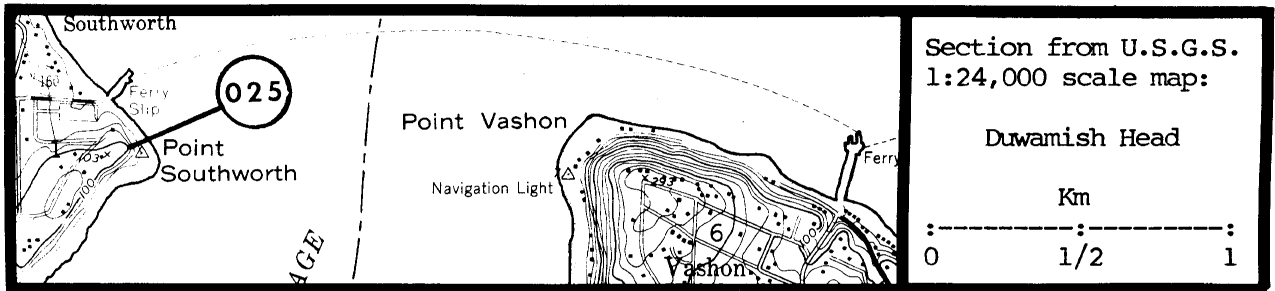 Southworth
160
Ferry
Slip
025
103
Point
Southworth
100
AGE
Point Vashon
Navigation Light
293
6
Vashon
100
Ferry
Section from U.S.G.S.
1:24,000 scale map:
Duwamish Head
Km
0 1/2 1